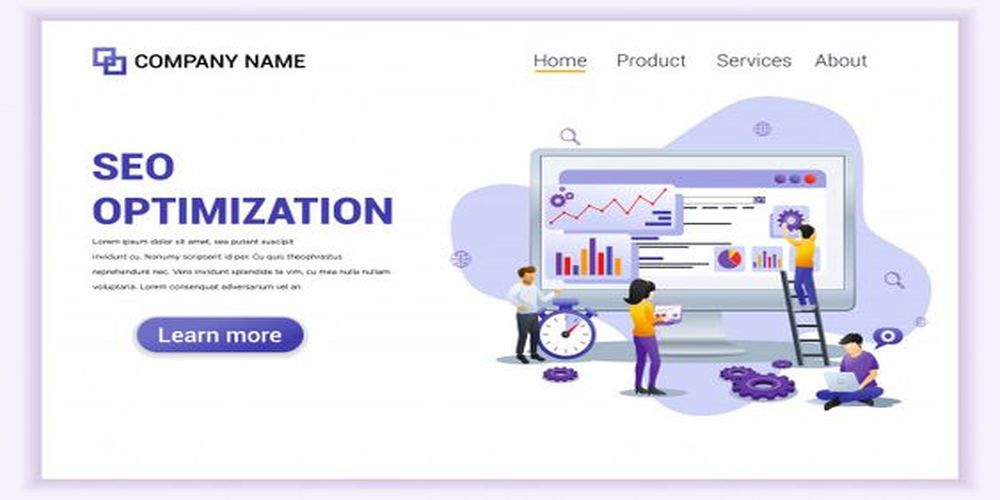 COMPANY NAME
Home Product Services About
SEO
OPTIMIZATION
Lorem ipsum dolor sit amet, sea putant suscipit
invidunt cu. Nonumy scripserit id per. Cu quis theophrastus
reprehendunt nec. Vero invidunt splendide te vim, cu mea nulla nullam
voluptaria. Lorem consequat adversarium vel an.
Learn more